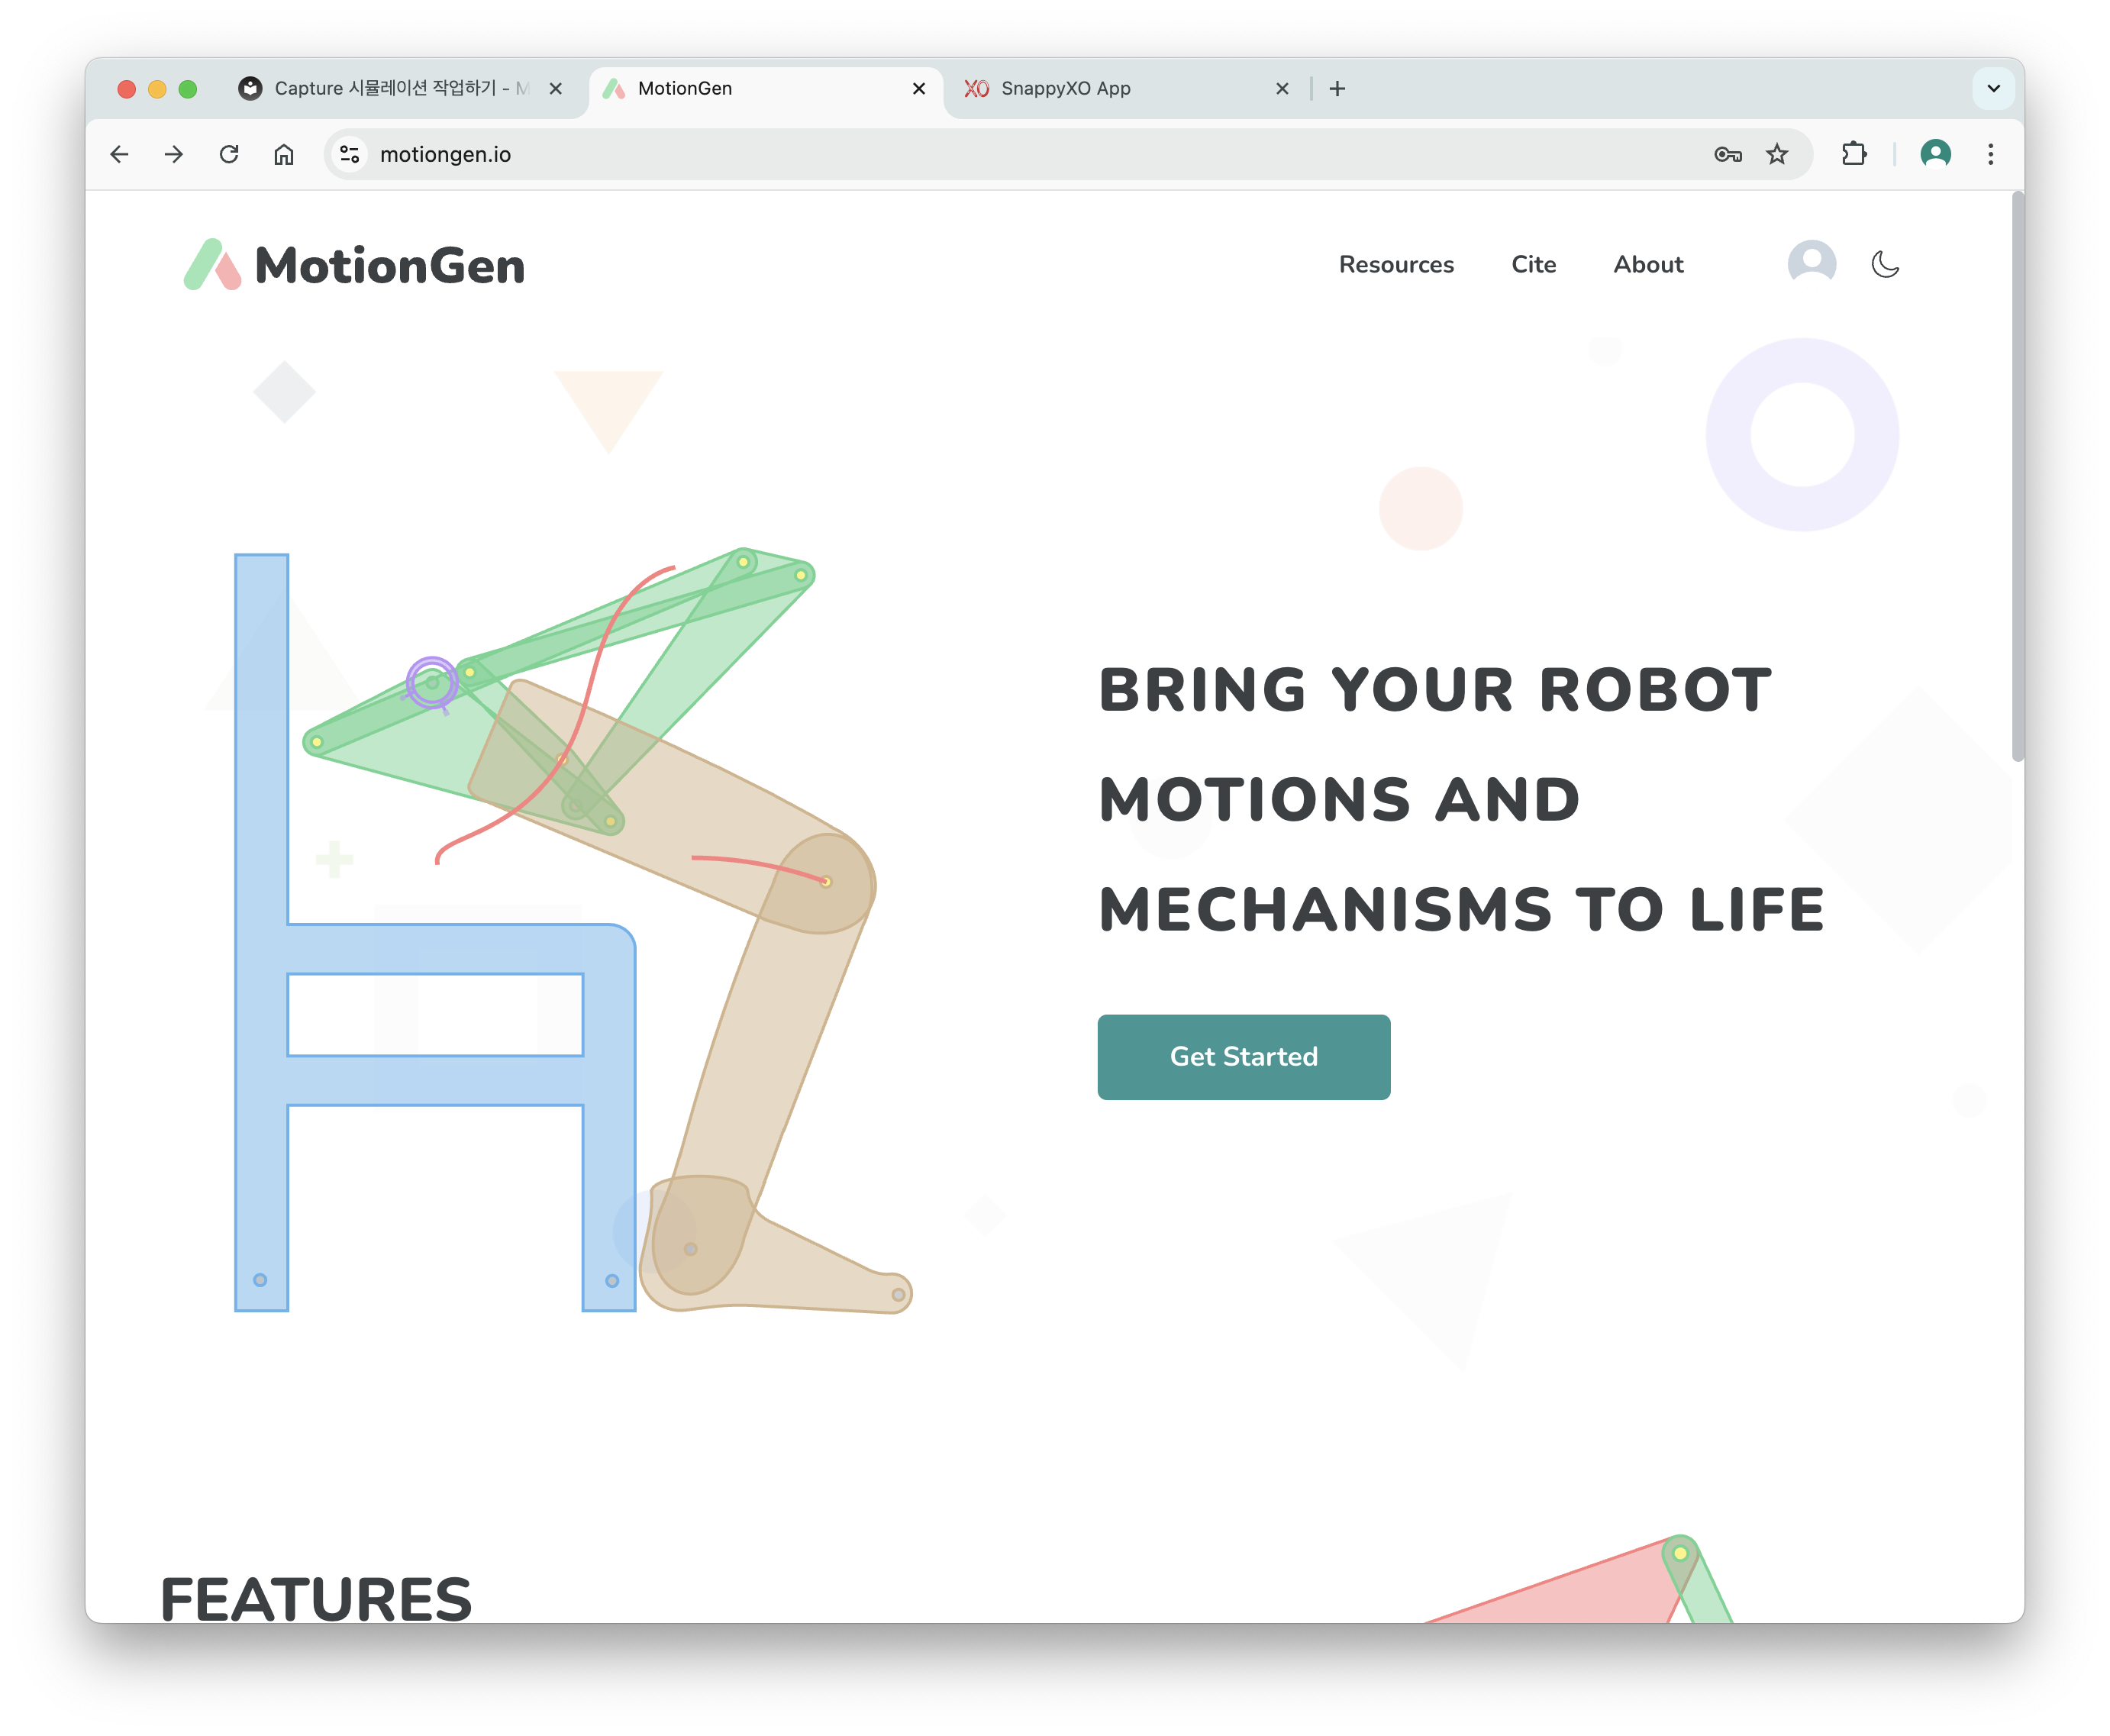 Capture 시뮬레이션 작업하기 - M
MotionGen
SnappyXO App
motiongen.io
MotionGen
Resources
Cite
About
BRING YOUR ROBOT
MOTIONS AND
MECHANISMS TO LIFE
Get Started
FEATURES